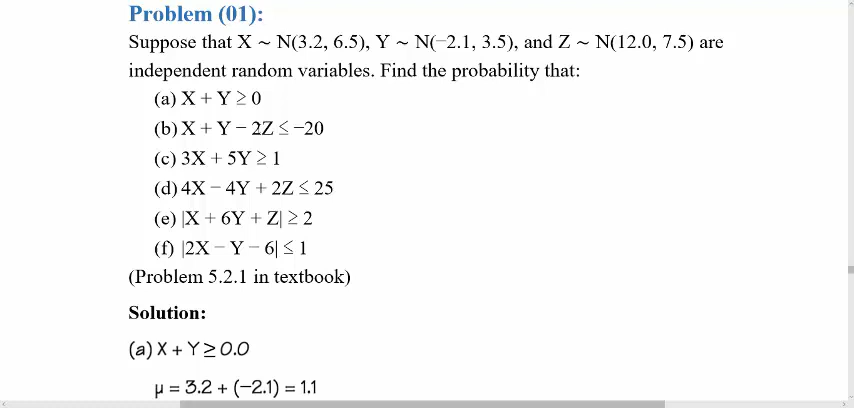 Problem (01):
Suppose that X ~ N(3.2, 6.5), Y ~ N(−2.1, 3.5), and Z ~ N(12.0, 7.5) are
independent random variables. Find the probability that:
(a) X + Y ≥ 0
(b) X + Y − 2Z ≤ −20
(c) 3X + 5Y ≥ 1
(d) 4X − 4Y + 2Z ≤ 25
(e) |X + 6Y + Z| ≥ 2
(f) |2X − Y − 6| ≤ 1
(Problem 5.2.1 in textbook)
Solution:
(a) X + Y ≥ 0.0
μ = 3.2 + (−2.1) = 1.1